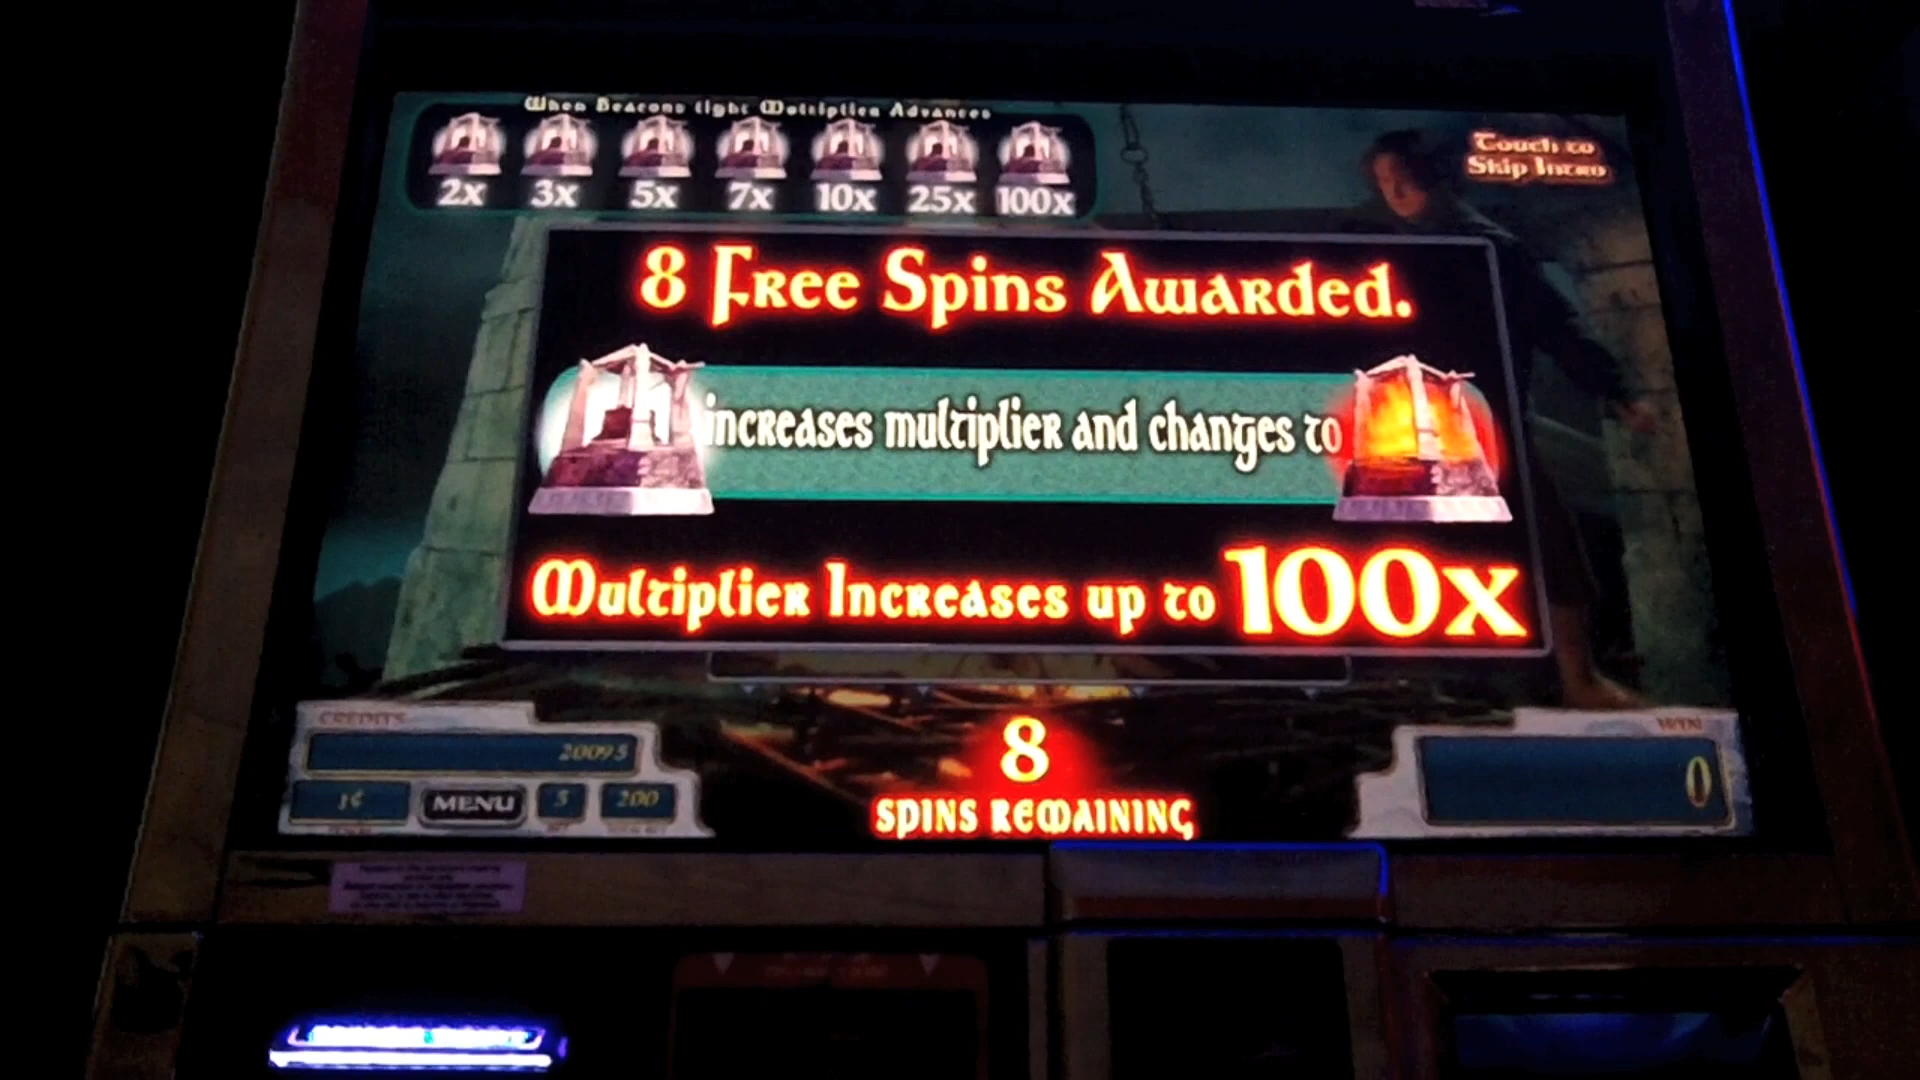 When Beacons Light Multiplier Advances
2x 3x 5x 7x 10x 25x 100x
Touch to
Skip Intro
8 Free Spins Awarded.
increases multiplier and changes to
Multiplier Increases up to 100x
CREDITS
20095
1¢ MENU 5 200
8
SPINS REMAINING
WIN
0